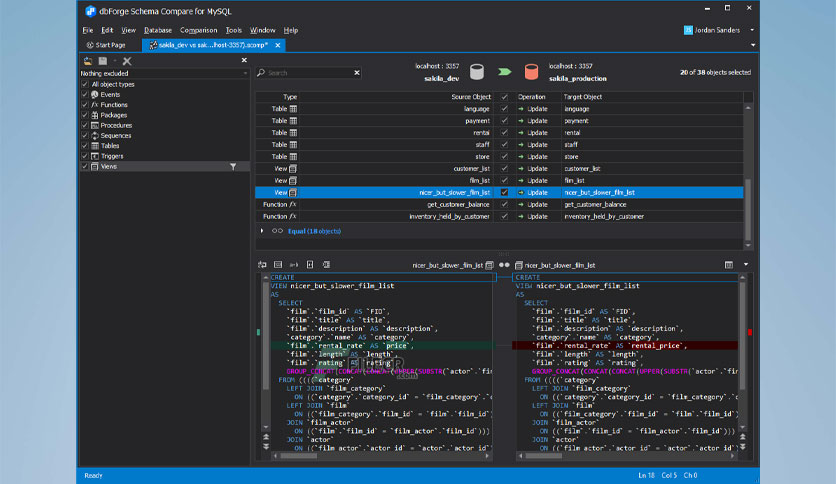 dbForge Schema Compare for MySQL
File Edit View Database Comparison Tools Window Help
Jordan Sanders
Start Page
sakila_dev vs sak...lhost-3357).scomp*
Nothing excluded
All object types
Events
Functions
Packages
Procedures
Sequences
Tables
Triggers
Views
Search
localhost : 3357
sakila_dev
localhost : 3357
sakila_production
20 of 38 objects selected
Type Source Object Operation Target Object
Table language Update language
Table payment Update payment
Table rental Update rental
Table staff Update staff
Table store Update store
View customer_list Update customer_list
View film_list Update film_list
View nicer_but_slower_film_list Update nicer_but_slower_film_list
Function get_customer_balance Update get_customer_balance
Function inventory_held_by_customer Update inventory_held_by_customer
Equal (18 objects)
nicer_but_slower_film_list
nicer_but_slower_film_list
CREATE
VIEW nicer_but_slower_film_list
AS
SELECT
`film`.`film_id` AS `FID`,
`film`.`title` AS `title`,
`film`.`description` AS `description`,
`category`.`name` AS `category`,
`film`.`rental_rate` AS `price`,
`film`.`length` AS `length`,
`film`.`rating` AS `rating`,
GROUP_CONCAT(CONCAT(CONCAT(UPPER(SUBSTR(`actor`.`fi
FROM ((((`category`
LEFT JOIN `film_category`
ON ((`category`.`category_id` = `film_category`.`c
LEFT JOIN `film`
ON ((`film_category`.`film_id` = `film`.`film_id`)
JOIN `film_actor`
ON ((`film`.`film_id` = `film_actor`.`film_id`)))
JOIN `actor`
ON ((`film_actor`.`actor_id` = `actor`.`actor_id`)
CREATE
VIEW nicer_but_slower_film_list
AS
SELECT
`film`.`film_id` AS `FID`,
`film`.`title` AS `title`,
`film`.`description` AS `description`,
`category`.`name` AS `category`,
`film`.`rental_rate` AS `rental_price`,
`film`.`length` AS `length`,
`film`.`rating` AS `rating`,
GROUP_CONCAT(CONCAT(CONCAT(UPPER(SUBSTR(`actor`.`fi
FROM ((((`category`
LEFT JOIN `film_category`
ON ((`category`.`category_id` = `film_category`.`c
LEFT JOIN `film`
ON ((`film_category`.`film_id` = `film`.`film_id`)
JOIN `film_actor`
ON ((`film`.`film_id` = `film_actor`.`film_id`)))
JOIN `actor`
ON ((`film_actor`.`actor_id` = `actor`.`actor_id`)
Ready
Ln 18 Col 5 Ch 0